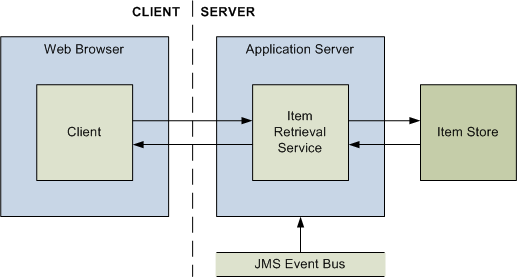 CLIENT
SERVER
Web Browser
Application Server
Client
Item
Retrieval
Service
Item Store
JMS Event Bus